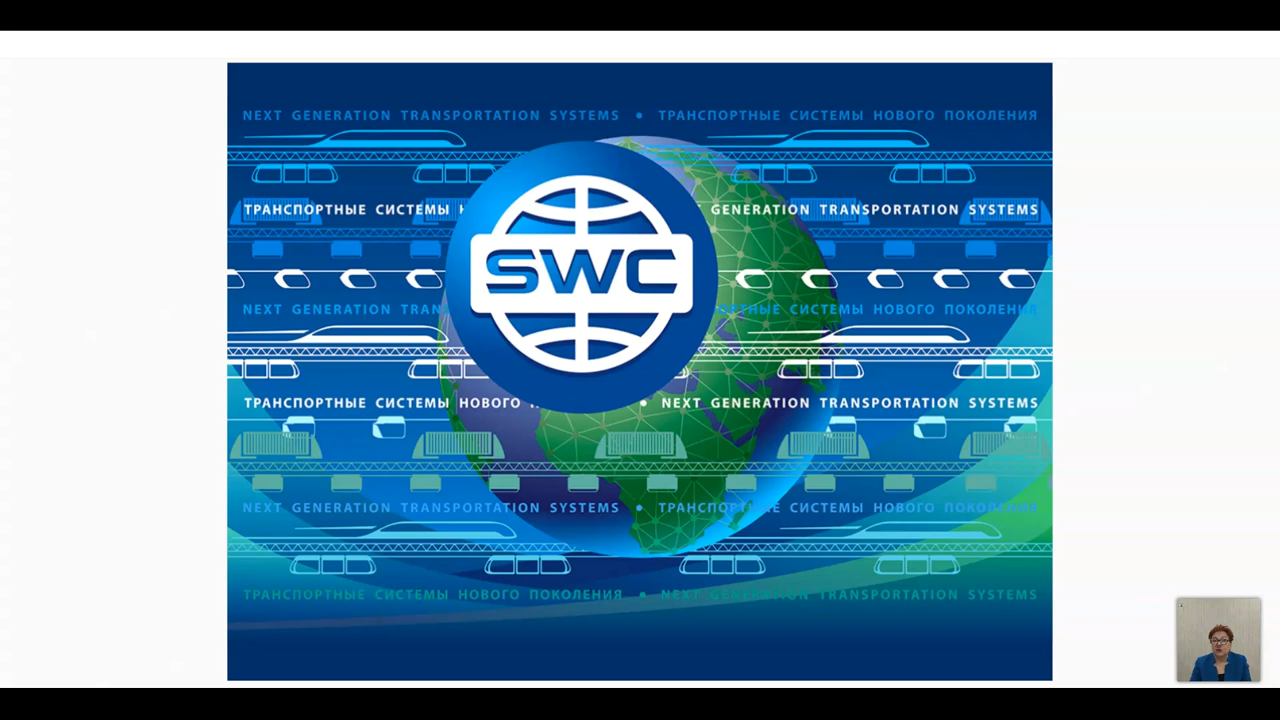 NEXT GENERATION TRANSPORTATION SYSTEMS • ТРАНСПОРТНЫЕ СИСТЕМЫ НОВОГО ПОКОЛЕНИЯ
ТРАНСПОРТНЫЕ СИСТЕМЫ GENERATION TRANSPORTATION SYSTEMS
SWC
NEXT GENERATION СИСТЕМЫ НОВОГО ПОКОЛЕНИЯ
ТРАНСПОРТНЫЕ СИСТЕМЫ НОВОГО • NEXT GENERATION TRANSPORTATION SYSTEMS
NEXT GENERATION TRANSPORTATION SYSTEMS • ТРАНСПОРТНЫЕ СИСТЕМЫ НОВОГО ПОКОЛЕНИЯ
ТРАНСПОРТНЫЕ СИСТЕМЫ НОВОГО ПОКОЛЕНИЯ • NEXT GENERATION TRANSPORTATION SYSTEMS